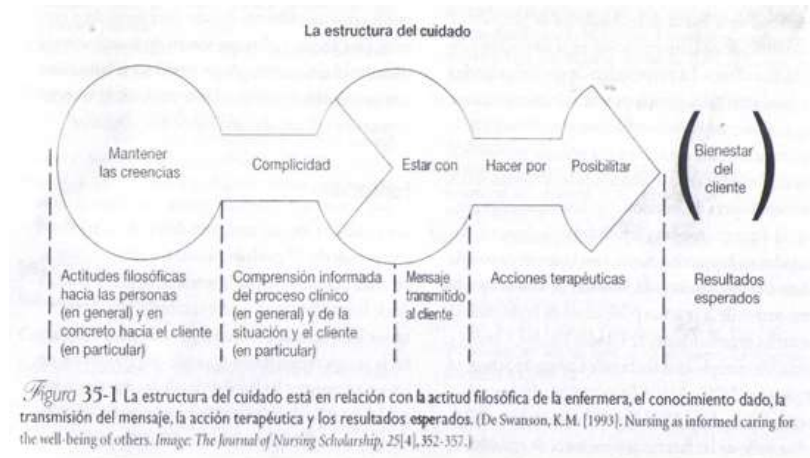 La estructura del cuidado
Mantener
las creencias
Complicidad
Estar con
Hacer por
Posibilitar
Bienestar
del
cliente
Actitudes filosóficas
hacia las personas
(en general) y en
concreto hacia el cliente
(en particular)
Comprensión informada
del proceso clínico
(en general) y de la
situación y el cliente
(en particular)
Mensaje
transmitido
al cliente
Acciones terapéuticas
Resultados
esperados
Figura 35-1 La estructura del cuidado está en relación con la actitud filosófica de la enfermera, el conocimiento dado, la
transmisión del mensaje, la acción terapéutica y los resultados esperados. (De Swanson, K.M. [1993]. Nursing as informed caring for
the well-being of others. Image: The Journal of Nursing Scholarship, 25[4], 352-357.)